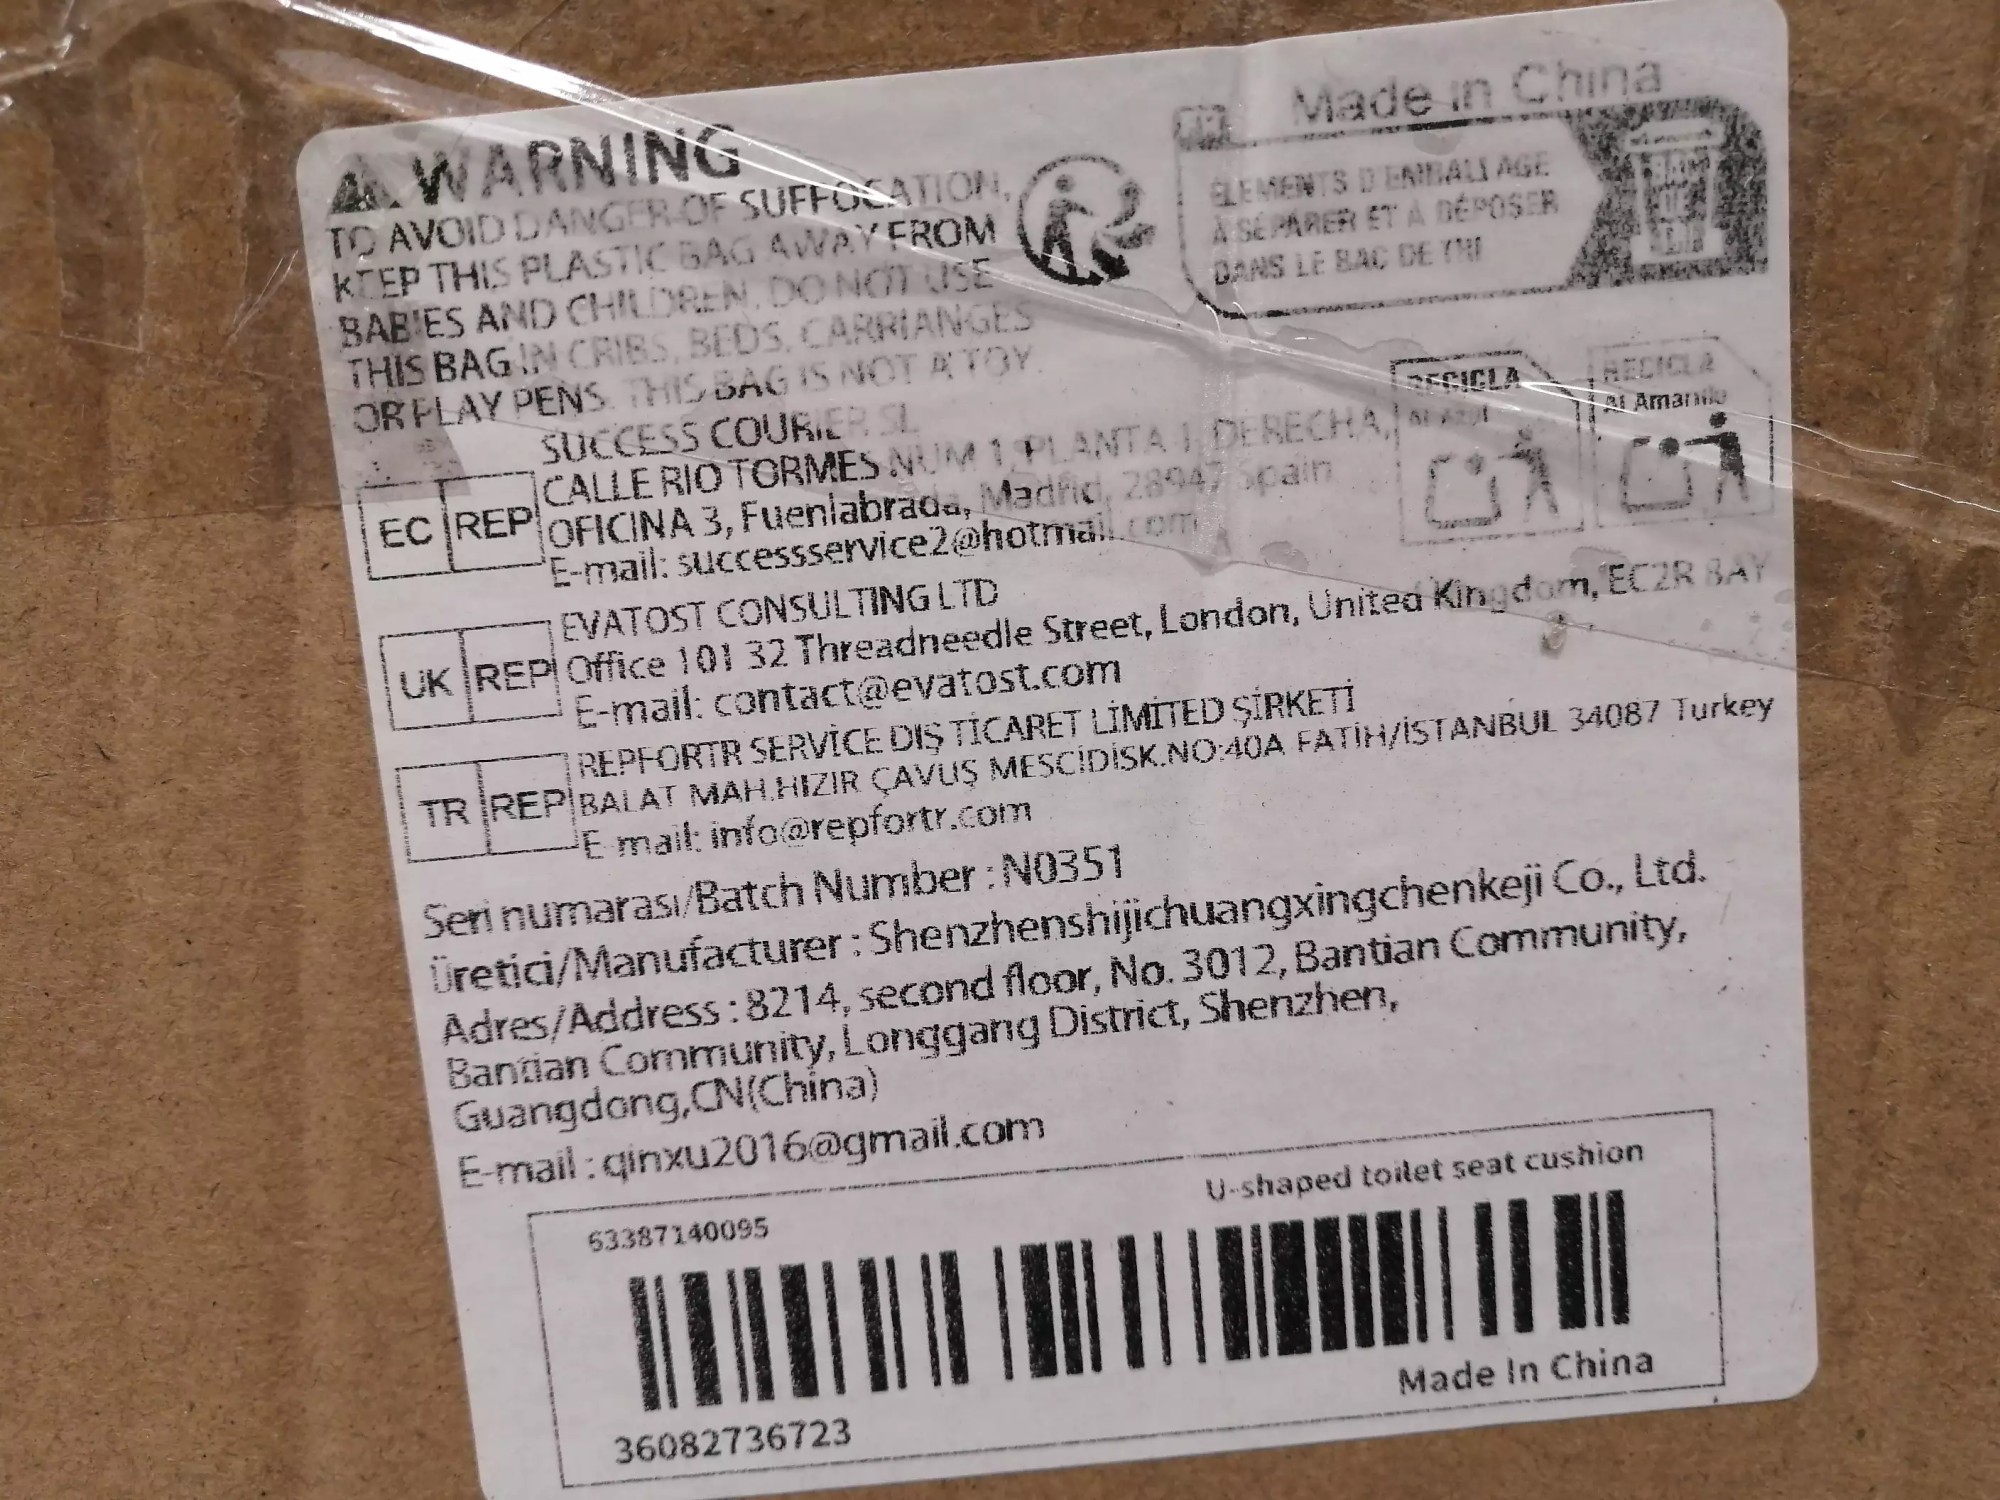 Made in China
WARNING
TO AVOID DANGER OF SUFFOCATION,
KEEP THIS PLASTIC BAG AWAY FROM
BABIES AND CHILDREN. DO NOT USE
THIS BAG IN CRIBS, BEDS, CARRIANGES
OR PLAY PENS. THIS BAG IS NOT A TOY.
FR
ÉLÉMENTS D'EMBALLAGE
À SÉPARER ET À DÉPOSER
DANS LE BAC DE TRI
RECICLA
Al Azul
RECICLA
Al Amarillo
EC REP
SUCCESS COURIER SL
CALLE RIO TORMES NUM 1, PLANTA 1, DERECHA,
OFICINA 3, Fuenlabrada, Madrid, 28947 Spain
E-mail: successservice2@hotmail.com
UK REP
EVATOST CONSULTING LTD
Office 101 32 Threadneedle Street, London, United Kingdom, EC2R 8AY
E-mail: contact@evatost.com
TR REP
REPFORTR SERVİCE DIŞ TİCARET LİMİTED ŞİRKETİ
BALAT MAH.HIZIR ÇAVUŞ MESCİDİSK.NO:40A FATİH/İSTANBUL 34087 Turkey
E-mail: info@repfortr.com
Seri numarası/Batch Number : N0351
Üretici/Manufacturer : Shenzhenshijichuangxingchenkeji Co., Ltd.
Adres/Address : 8214, second floor, No. 3012, Bantian Community,
Bantian Community, Longgang District, Shenzhen,
Guangdong,CN(China)
E-mail : qinxu2016@gmail.com
63387140095
U-shaped toilet seat cushion
Made In China
36082736723